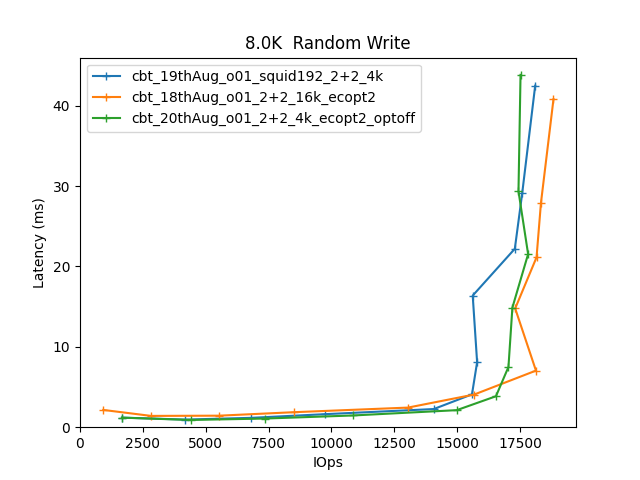 8.0K  Random Write
cbt_19thAug_o01_squid192_2+2_4k
cbt_18thAug_o01_2+2_16k_ecopt2
cbt_20thAug_o01_2+2_4k_ecopt2_optoff
Latency (ms)
40
30
20
10
0
0 2500 5000 7500 10000 12500 15000 17500
IOps